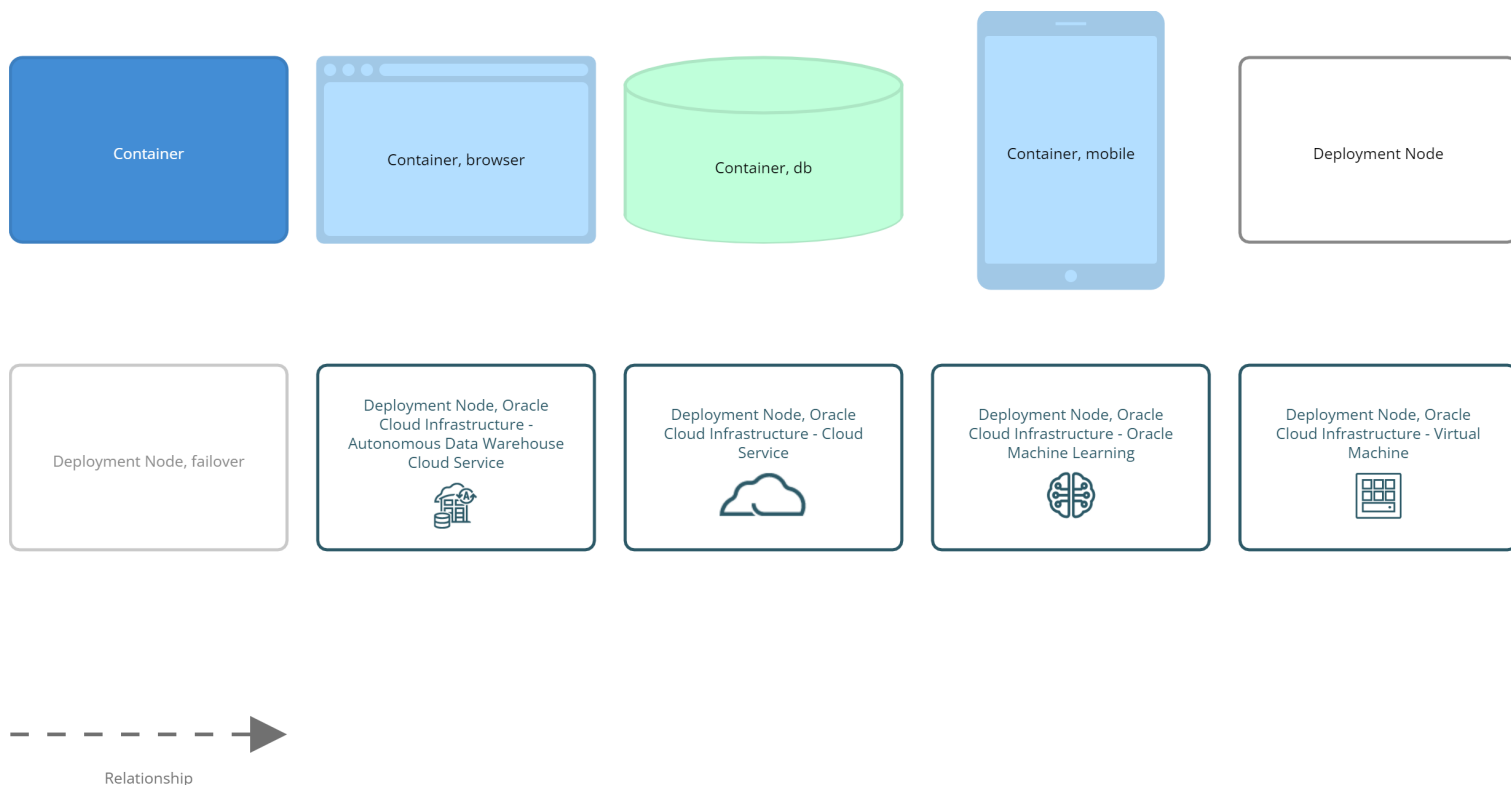 Container
Container, browser
Container, db
Container, mobile
Deployment Node
Deployment Node, failover
Deployment Node, Oracle
Cloud Infrastructure -
Autonomous Data Warehouse
Cloud Service
A
Deployment Node, Oracle
Cloud Infrastructure - Cloud
Service
Deployment Node, Oracle
Cloud Infrastructure - Oracle
Machine Learning
Deployment Node, Oracle
Cloud Infrastructure - Virtual
Machine
Relationship